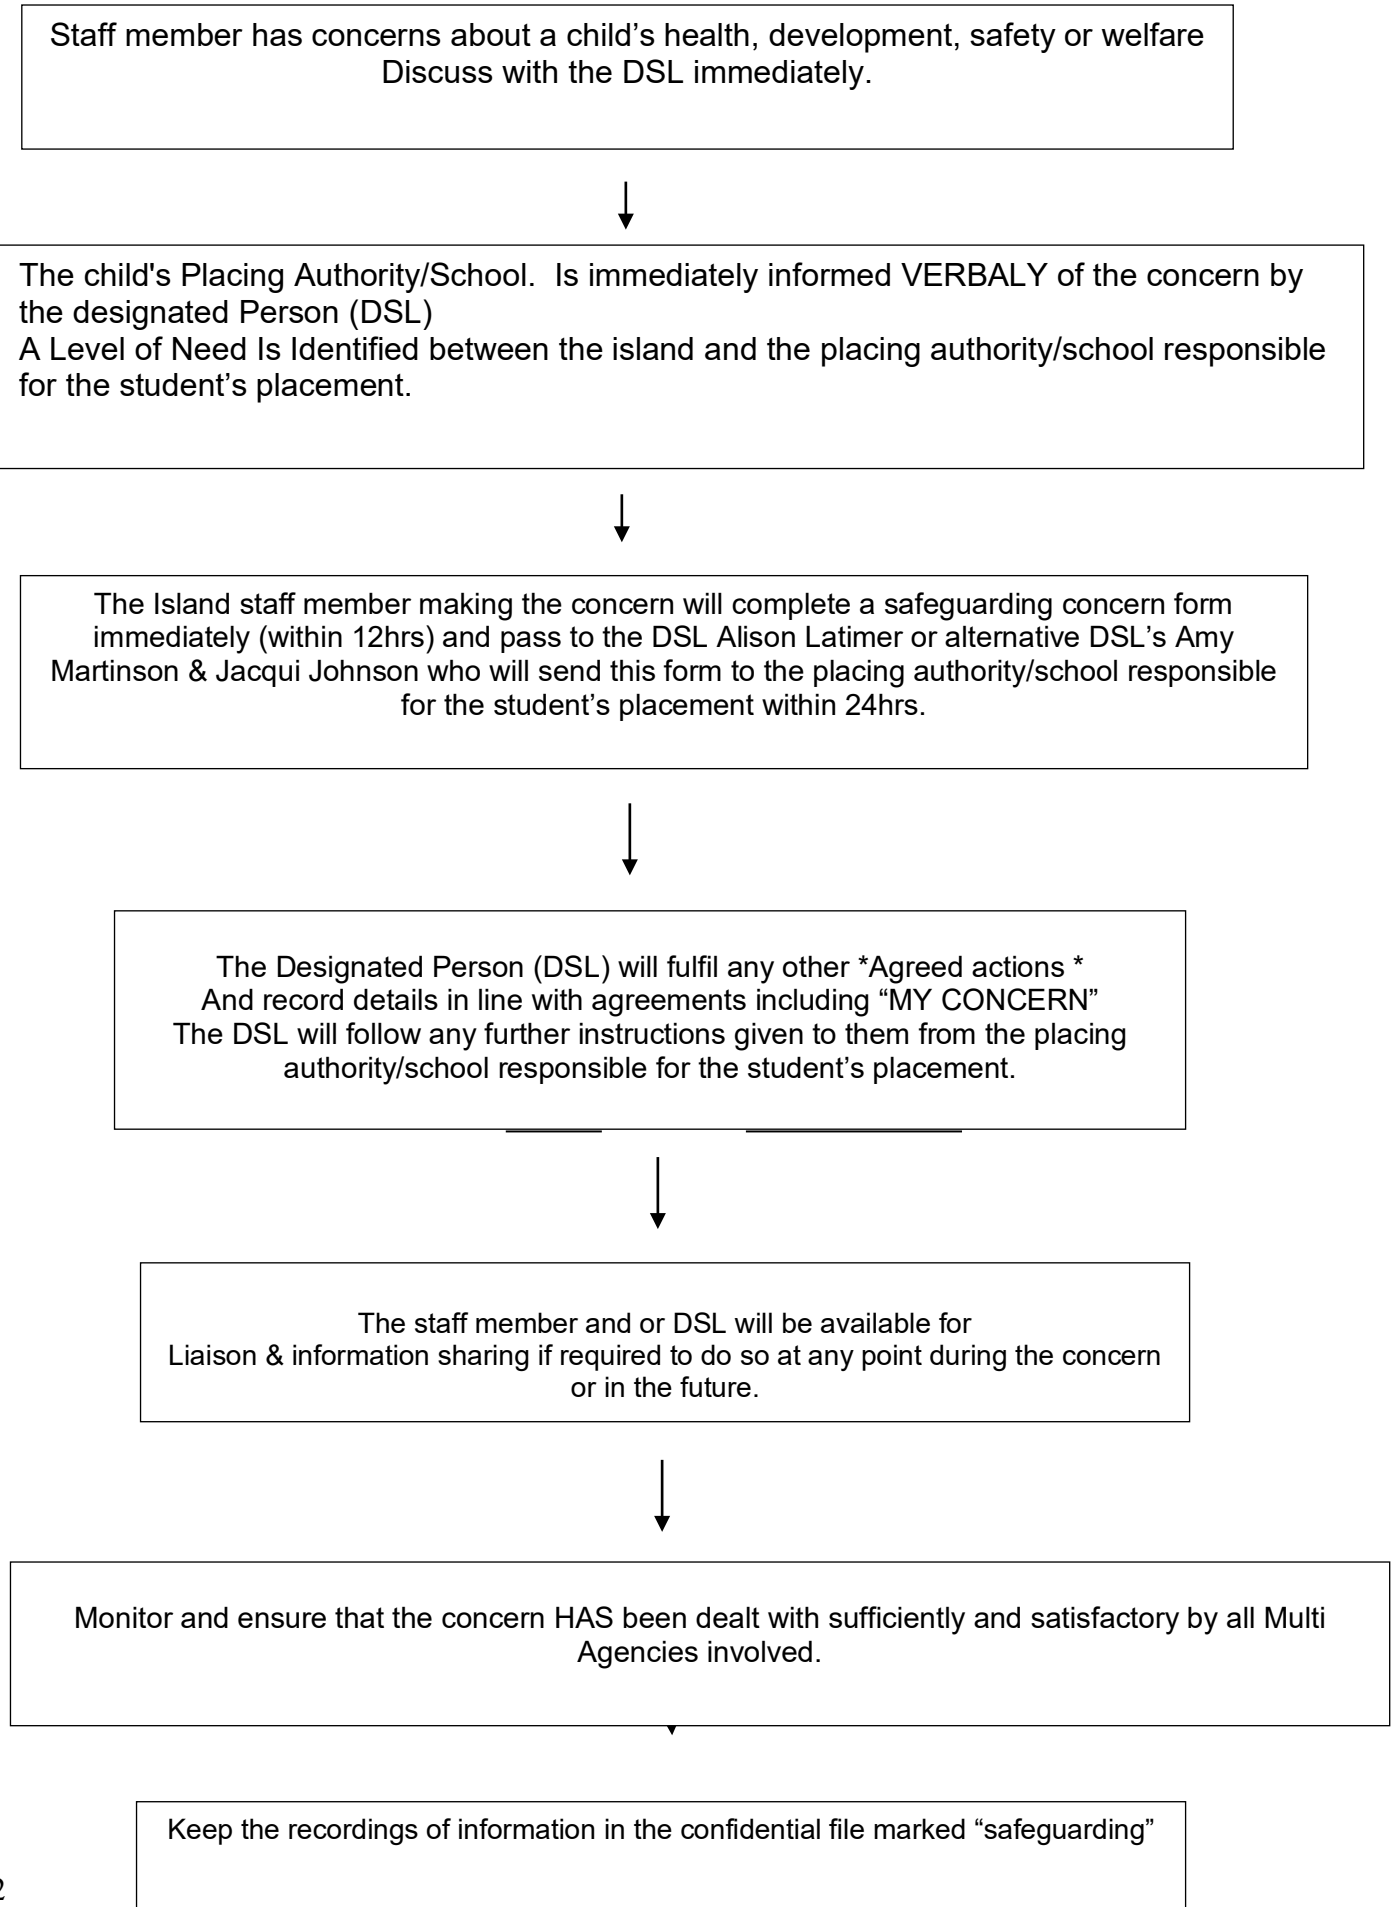 Staff member has concerns about a child’s health, development, safety or welfare
Discuss with the DSL immediately.
The child's Placing Authority/School.  Is immediately informed VERBALY of the concern by
the designated Person (DSL)
A Level of Need Is Identified between the island and the placing authority/school responsible
for the student’s placement.
The Island staff member making the concern will complete a safeguarding concern form
immediately (within 12hrs) and pass to the DSL Alison Latimer or alternative DSL’s Amy
Martinson & Jacqui Johnson who will send this form to the placing authority/school responsible
for the student’s placement within 24hrs.
The Designated Person (DSL) will fulfil any other *Agreed actions *
And record details in line with agreements including “MY CONCERN”
The DSL will follow any further instructions given to them from the placing
authority/school responsible for the student’s placement.
The staff member and or DSL will be available for
Liaison & information sharing if required to do so at any point during the concern
or in the future.
Monitor and ensure that the concern HAS been dealt with sufficiently and satisfactory by all Multi
Agencies involved.
Keep the recordings of information in the confidential file marked “safeguarding”
2